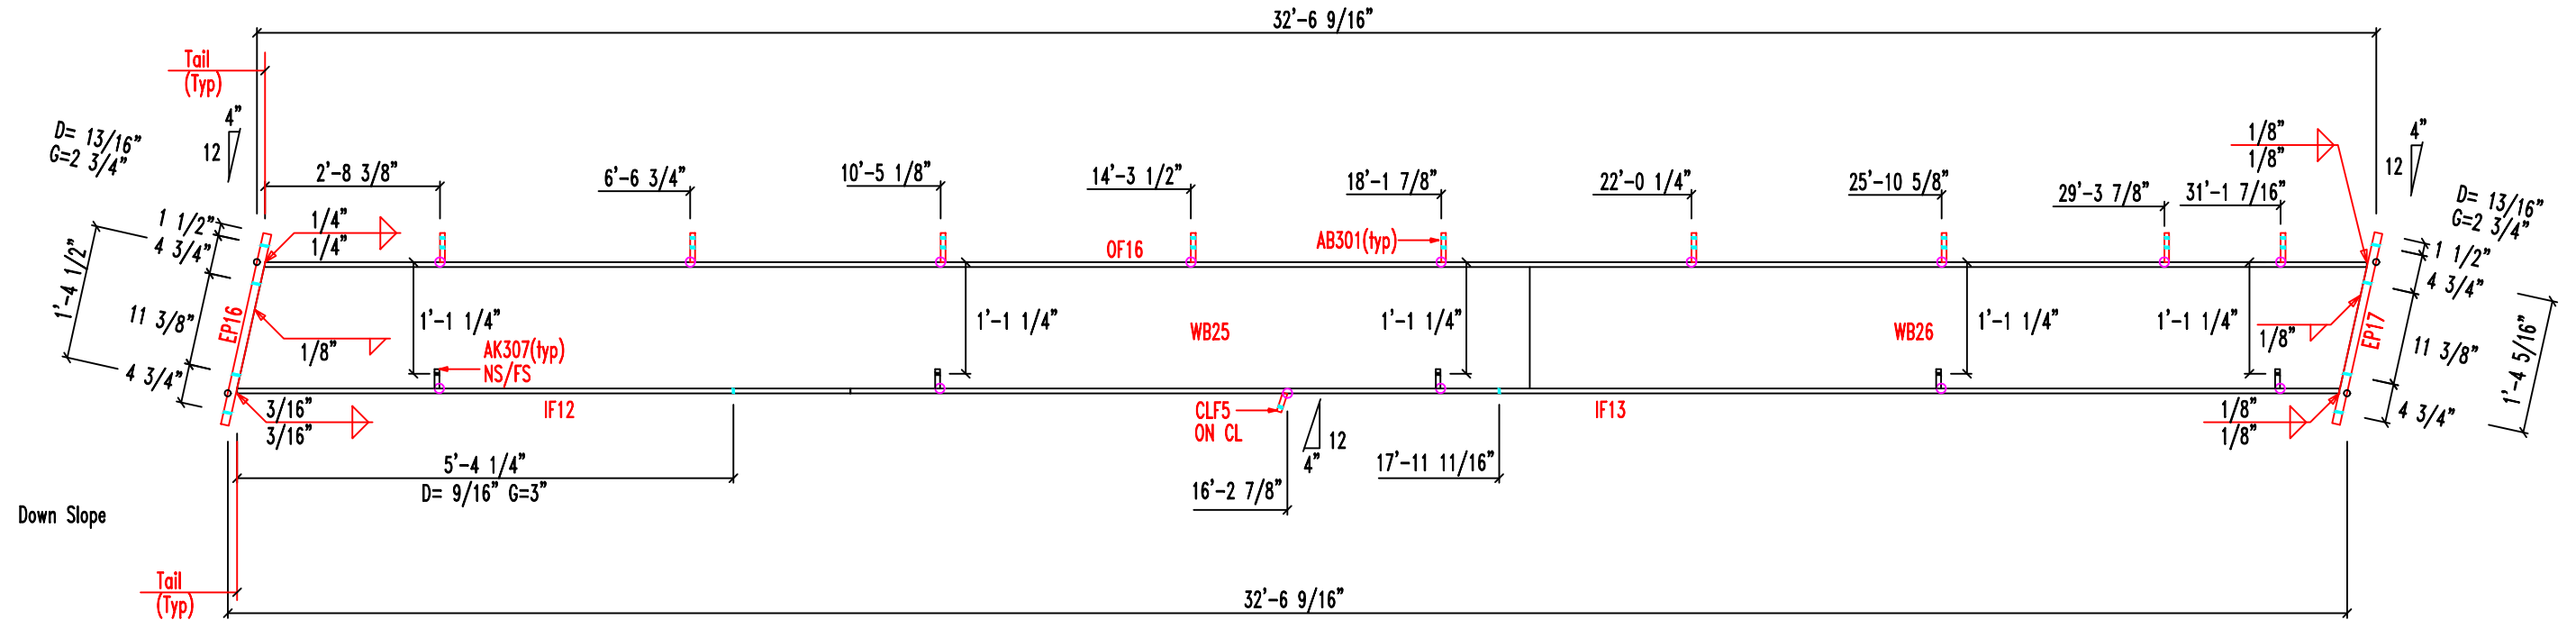 32'-6 9/16"
Tail
(Typ)
4"
12
D= 13/16"
G=2 3/4"
1/8"
1/8"
4"
12
D= 13/16"
G=2 3/4"
2'-8 3/8"
6'-6 3/4"
10'-5 1/8"
14'-3 1/2"
18'-1 7/8"
22'-0 1/4"
25'-10 5/8"
29'-3 7/8"
31'-1 7/16"
1 1/2"
4 3/4"
11 3/8"
4 3/4"
1'-4 1/2"
1/4"
1/4"
OF16
AB301(typ)
1 1/2"
4 3/4"
11 3/8"
4 3/4"
1'-4 5/16"
EP16
1/8"
1'-1 1/4"
1'-1 1/4"
WB25
1'-1 1/4"
WB26
1'-1 1/4"
1'-1 1/4"
1/8"
EP17
AK307(typ)
NS/FS
3/16"
3/16"
IF12
CLF5
ON CL
12
4"
IF13
1/8"
1/8"
5'-4 1/4"
D= 9/16" G=3"
16'-2 7/8"
17'-11 11/16"
Down Slope
Tail
(Typ)
32'-6 9/16"